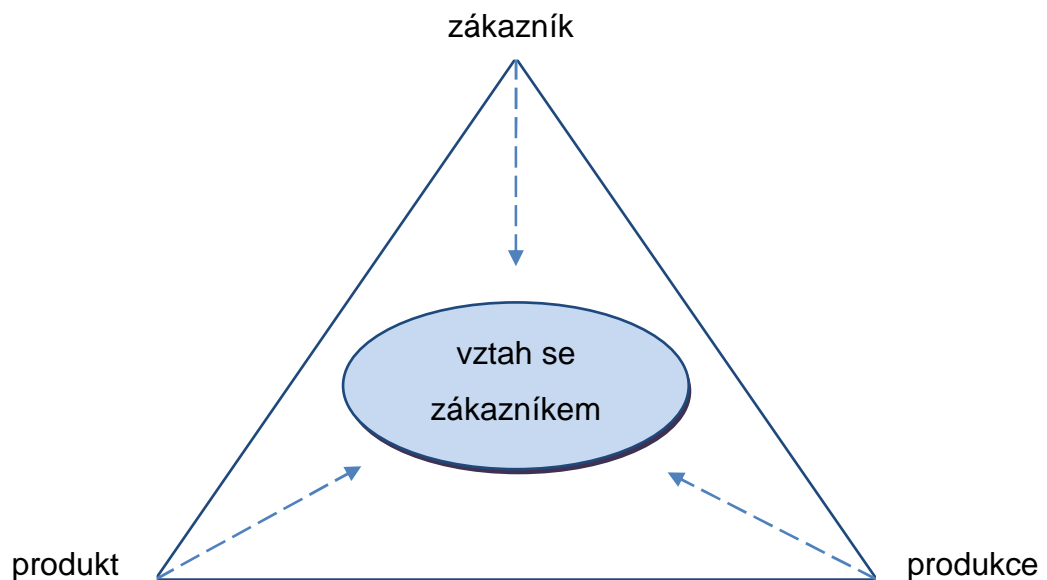 zákazník
vztah se
zákazníkem
produkt
produkce